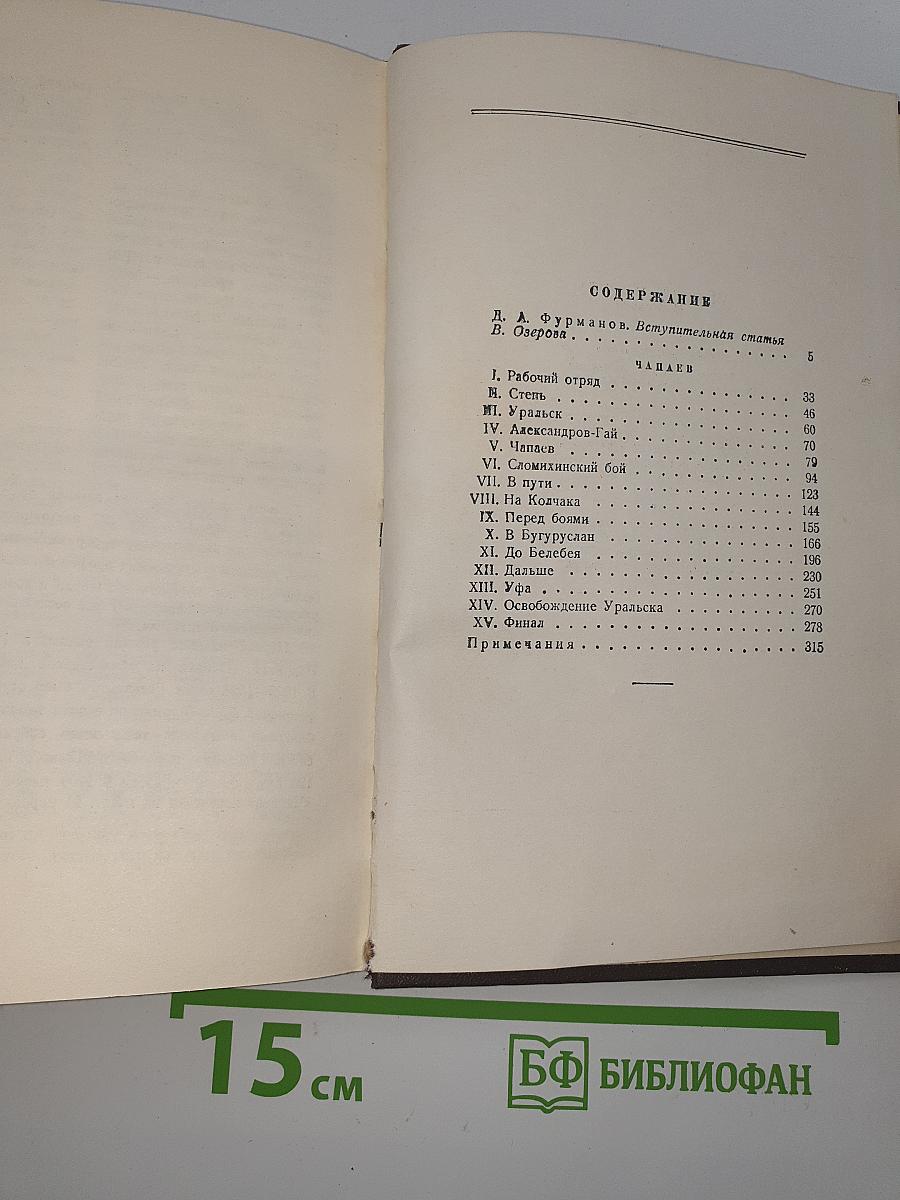 СОДЕРЖАНИЕ
Д. А. Фурманов. Вступительная статья
В. Озерова . . . . . . . . . . . . . . . . 5
ЧАПАЕВ
I. Рабочий отряд . . . . . . . . . . . . . 33
II. Степь . . . . . . . . . . . . . . . . 46
III. Уральск . . . . . . . . . . . . . . . 60
IV. Александров-Гай . . . . . . . . . . . . 70
V. Чапаев . . . . . . . . . . . . . . . . 79
VI. Сломихинский бой . . . . . . . . . . . 94
VII. В пути . . . . . . . . . . . . . . . . 123
VIII. На Колчака . . . . . . . . . . . . . 144
IX. Перед боями . . . . . . . . . . . . . . 155
X. В Бугуруслан . . . . . . . . . . . . . 166
XI. До Белебея . . . . . . . . . . . . . . 196
XII. Дальше . . . . . . . . . . . . . . . . 230
XIII. Уфа . . . . . . . . . . . . . . . . . 251
XIV. Освобождение Уральска . . . . . . . . 270
XV. Финал . . . . . . . . . . . . . . . . . 278
Примечания . . . . . . . . . . . . . . . . 315
15 см
БФ БИБЛИОФАН